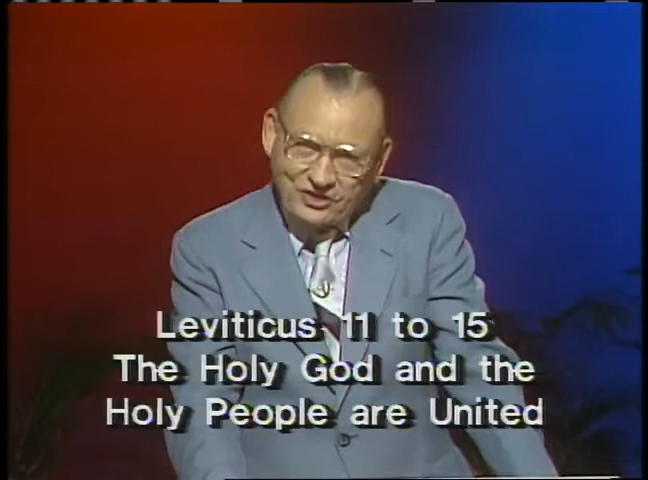 Leviticus 11 to 15
The Holy God and the
Holy People are United